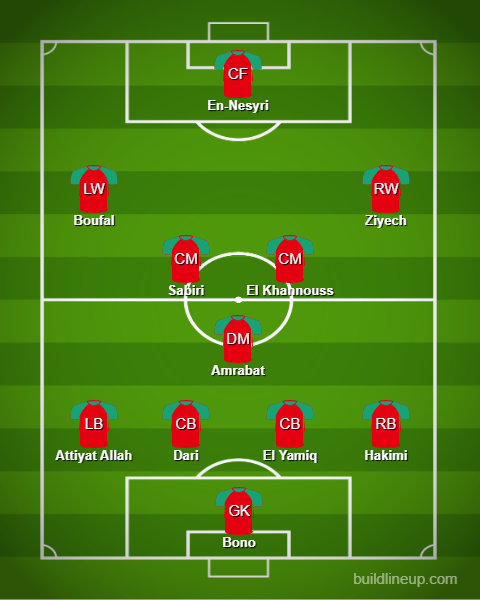 CF
En-Nesyri
LW
RW
Boufal
Ziyech
CM
CM
Sabiri
El Khannouss
DM
Amrabat
LB
CB
CB
RB
Attiyat Allah
Dari
El Yamiq
Hakimi
GK
Bono
buildlineup.com